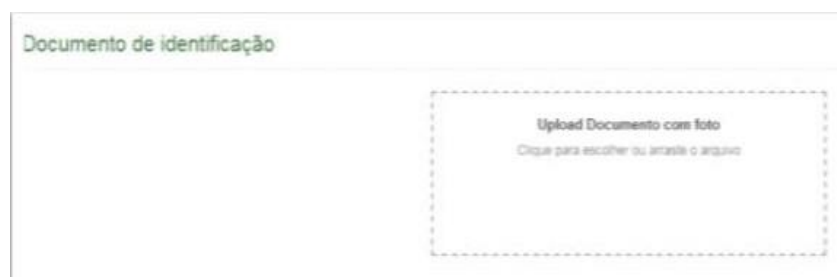 Documento de identificação
Upload Documento com foto
Clique para escolher ou arraste o arquivo